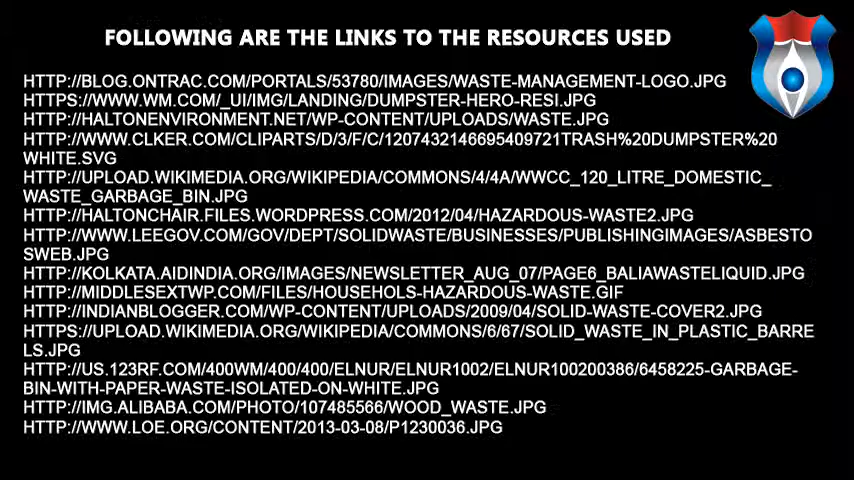 FOLLOWING ARE THE LINKS TO THE RESOURCES USED
HTTP://BLOG.ONTRAC.COM/PORTALS/53780/IMAGES/WASTE-MANAGEMENT-LOGO.JPG
HTTPS://WWW.WM.COM/_UI/IMG/LANDING/DUMPSTER-HERO-RESI.JPG
HTTP://HALTONENVIRONMENT.NET/WP-CONTENT/UPLOADS/WASTE.JPG
HTTP://WWW.CLKER.COM/CLIPARTS/D/3/F/C/1207432146695409721TRASH%20DUMPSTER%20
WHITE.SVG
HTTP://UPLOAD.WIKIMEDIA.ORG/WIKIPEDIA/COMMONS/4/4A/WWCC_120_LITRE_DOMESTIC_
WASTE_GARBAGE_BIN.JPG
HTTP://HALTONCHAIR.FILES.WORDPRESS.COM/2012/04/HAZARDOUS-WASTE2.JPG
HTTP://WWW.LEEGOV.COM/GOV/DEPT/SOLIDWASTE/BUSINESSES/PUBLISHINGIMAGES/ASBESTO
SWEB.JPG
HTTP://KOLKATA.AIDINDIA.ORG/IMAGES/NEWSLETTER_AUG_07/PAGE6_BALIAWASTELIQUID.JPG
HTTP://MIDDLESEXTWP.COM/FILES/HOUSEHOLS-HAZARDOUS-WASTE.GIF
HTTP://INDIANBLOGGER.COM/WP-CONTENT/UPLOADS/2009/04/SOLID-WASTE-COVER2.JPG
HTTPS://UPLOAD.WIKIMEDIA.ORG/WIKIPEDIA/COMMONS/6/67/SOLID_WASTE_IN_PLASTIC_BARRE
LS.JPG
HTTP://US.123RF.COM/400WM/400/400/ELNUR/ELNUR1002/ELNUR100200386/6458225-GARBAGE-
BIN-WITH-PAPER-WASTE-ISOLATED-ON-WHITE.JPG
HTTP://IMG.ALIBABA.COM/PHOTO/107485566/WOOD_WASTE.JPG
HTTP://WWW.LOE.ORG/CONTENT/2013-03-08/P1230036.JPG